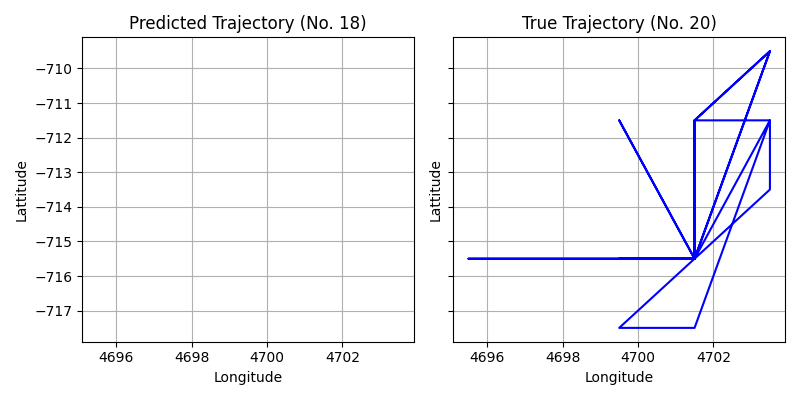 Predicted Trajectory (No. 18)
True Trajectory (No. 20)
Lattitude
−710
−711
−712
−713
−714
−715
−716
−717
4696
4698
4700
4702
Longitude
Lattitude
4696
4698
4700
4702
Longitude